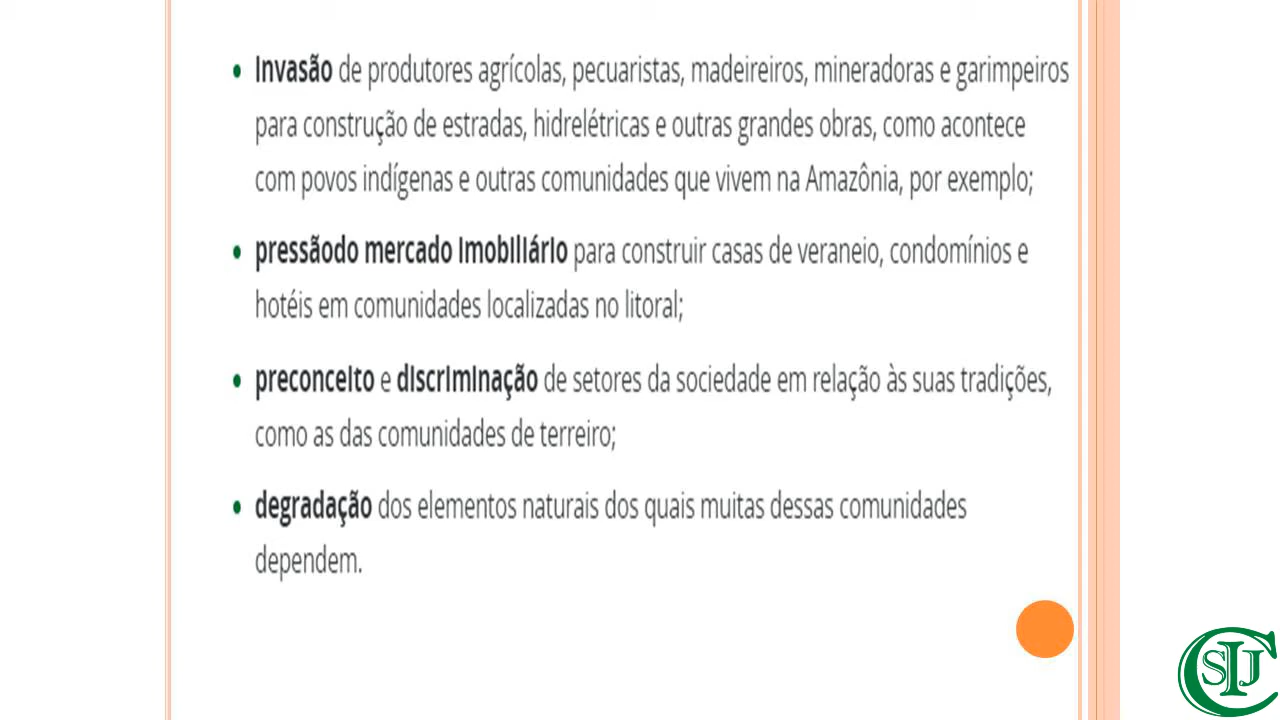 • Invasão de produtores agrícolas, pecuaristas, madeireiros, mineradoras e garimpeiros
para construção de estradas, hidrelétricas e outras grandes obras, como acontece
com povos indígenas e outras comunidades que vivem na Amazônia, por exemplo;
• pressãodo mercado imobiliário para construir casas de veraneio, condomínios e
hotéis em comunidades localizadas no litoral;
• preconceito e discriminação de setores da sociedade em relação às suas tradições,
como as das comunidades de terreiro;
• degradação dos elementos naturais dos quais muitas dessas comunidades
dependem.
CSIJ